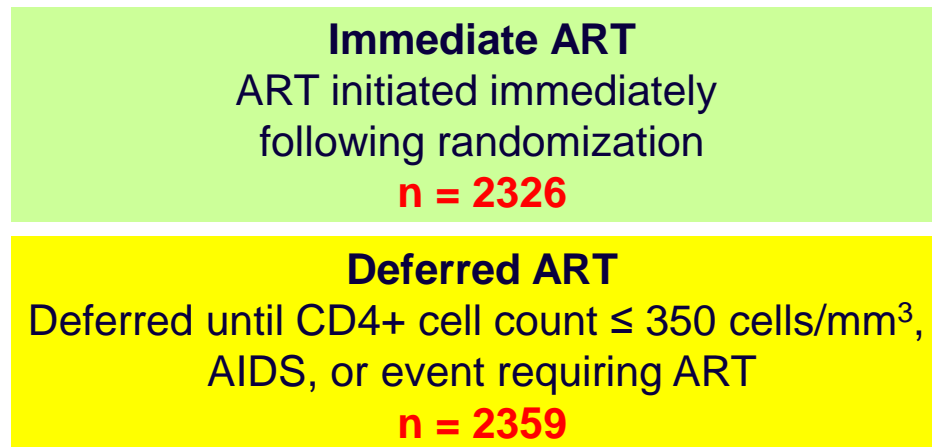 Immediate ART
ART initiated immediately
following randomization
n = 2326
Deferred ART
Deferred until CD4+ cell count ≤ 350 cells/mm³,
AIDS, or event requiring ART
n = 2359